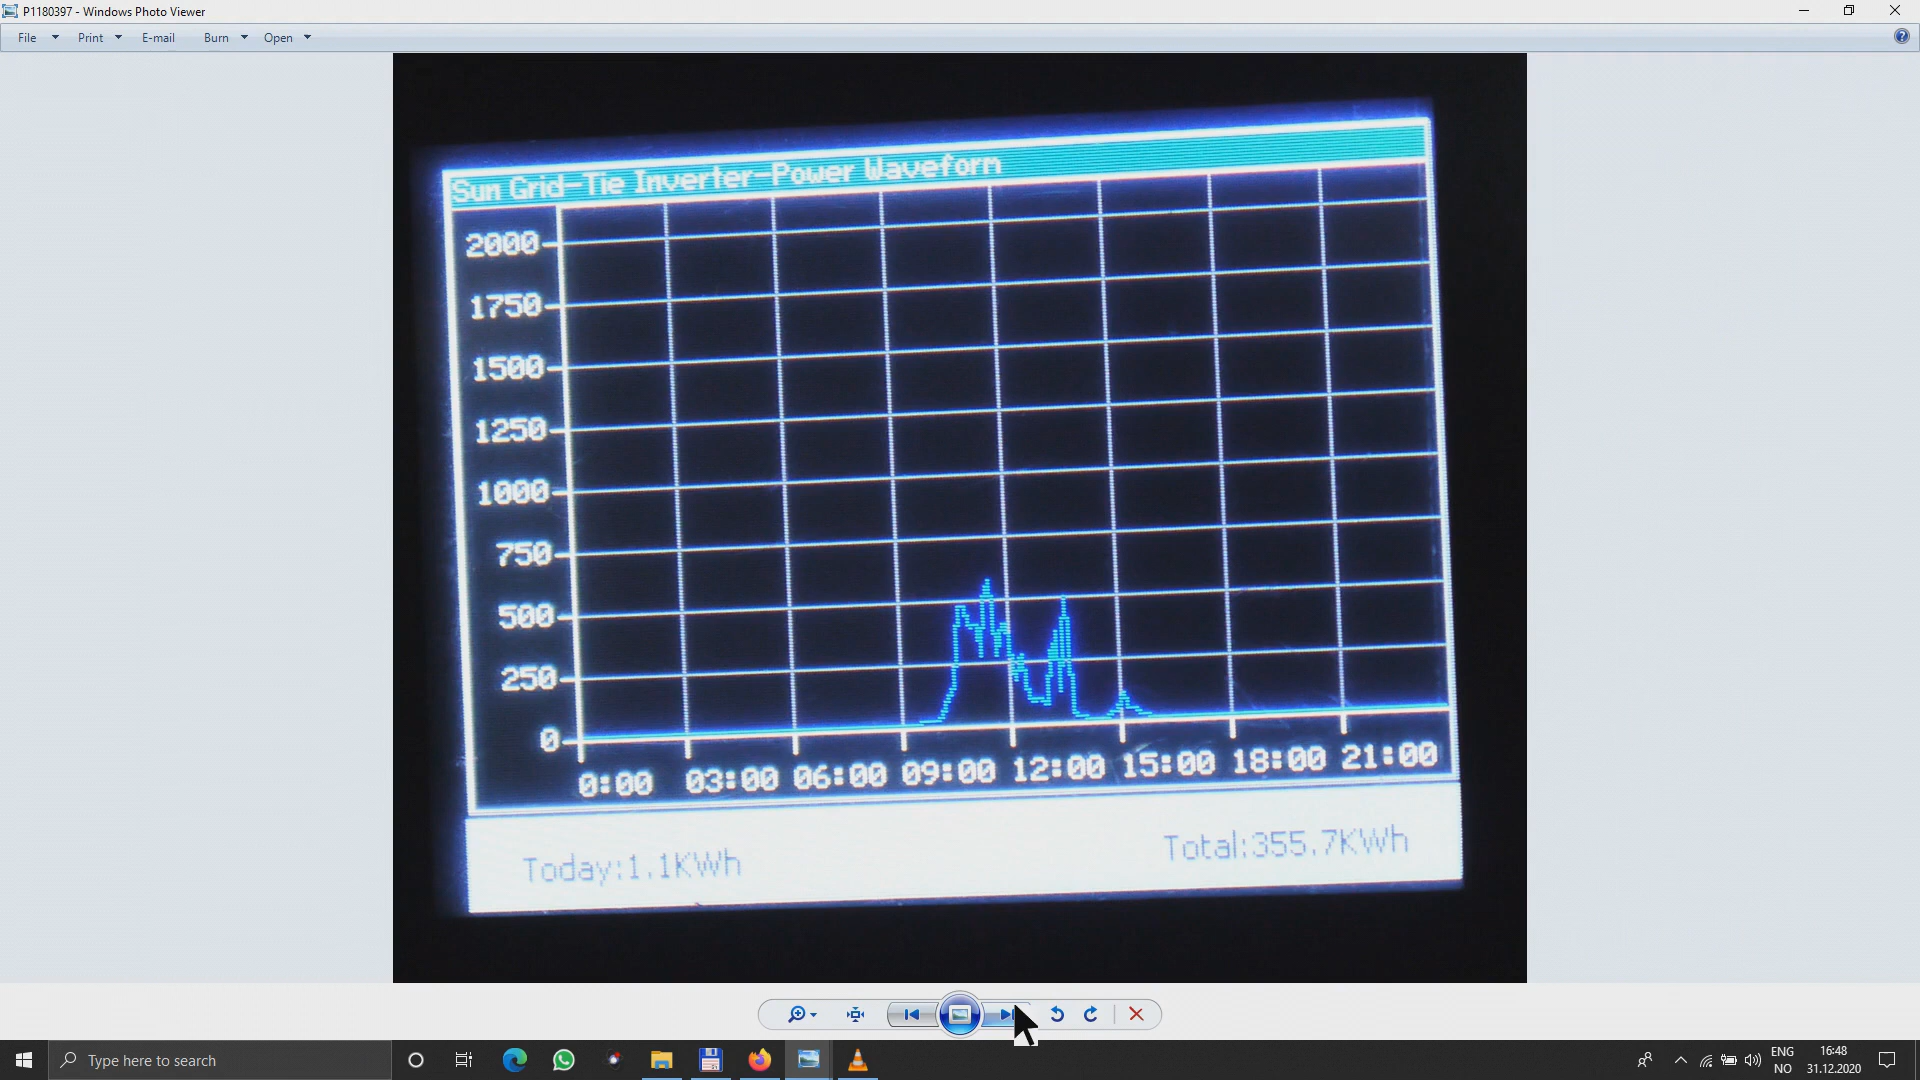 P1180397 - Windows Photo Viewer
File Print E-mail Burn Open
Sun Grid-Tie Inverter-Power Waveforn
2000
1750
1500
1250
1000
750
500
250
0
0:00 03:00 06:00 09:00 12:00 15:00 18:00 21:00
Today:1.1KWh Total:355.7KWh
Type here to search
ENG
NO
16:48
31.12.2020